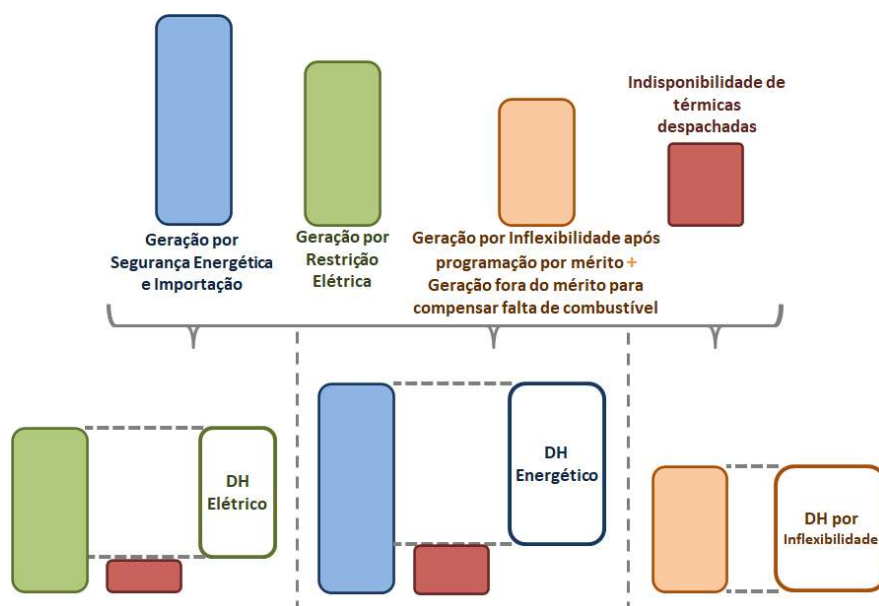 Geração por
Segurança Energética
e Importação
Geração por
Restrição
Elétrica
Geração por Inflexibilidade após
programação por mérito +
Geração fora do mérito para
compensar falta de combustível
Indisponibilidade de
térmicas
despachadas
DH
Elétrico
DH
Energético
DH por
Inflexibilidade